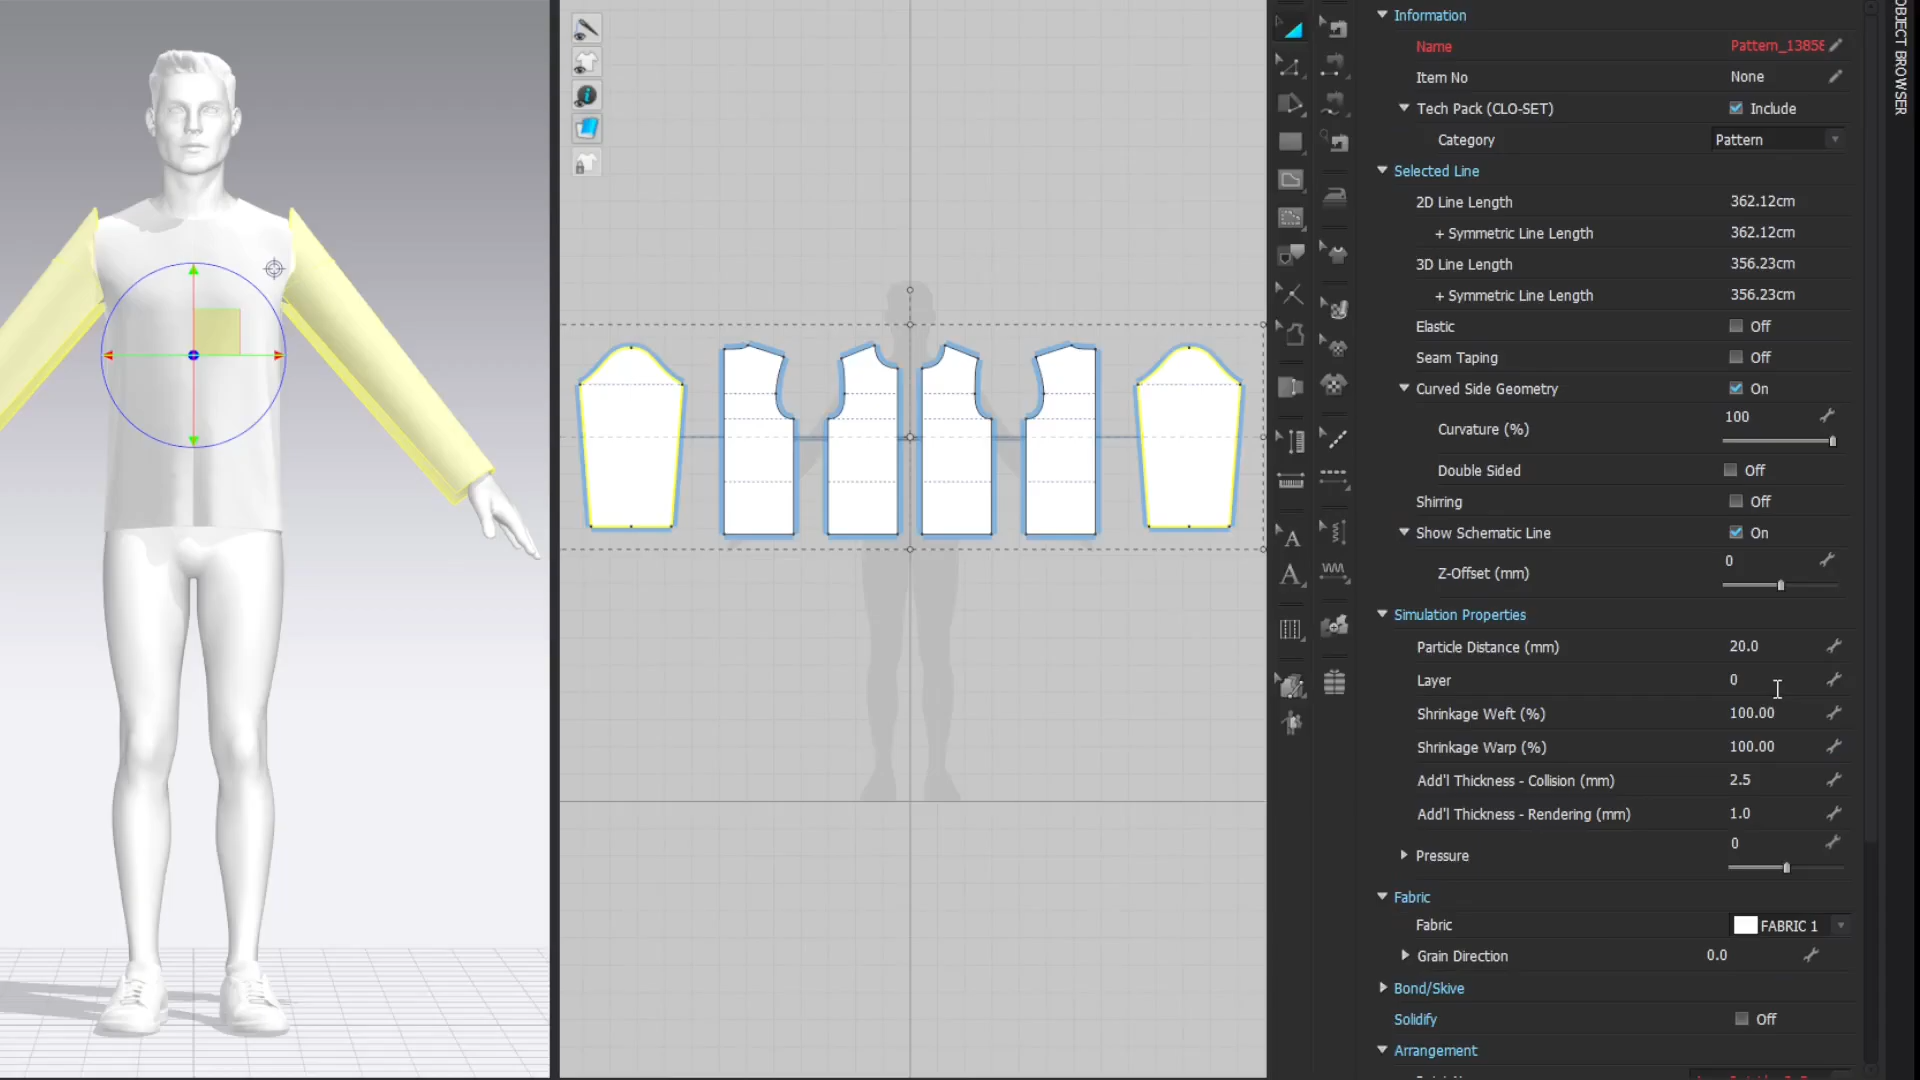 Information
Name Pattern_13856
Item No None
Tech Pack (CLO-SET) Include
Category Pattern
Selected Line
2D Line Length 362.12cm
+ Symmetric Line Length 362.12cm
3D Line Length 356.23cm
+ Symmetric Line Length 356.23cm
Elastic Off
Seam Taping Off
Curved Side Geometry On
Curvature (%) 100
Double Sided Off
Shirring Off
Show Schematic Line On
Z-Offset (mm) 0
Simulation Properties
Particle Distance (mm) 20.0
Layer 0
Shrinkage Weft (%) 100.00
Shrinkage Warp (%) 100.00
Add'l Thickness - Collision (mm) 2.5
Add'l Thickness - Rendering (mm) 1.0
Pressure 0
Fabric
Fabric FABRIC 1
Grain Direction 0.0
Bond/Skive
Solidify Off
Arrangement
OBJECT BROWSER